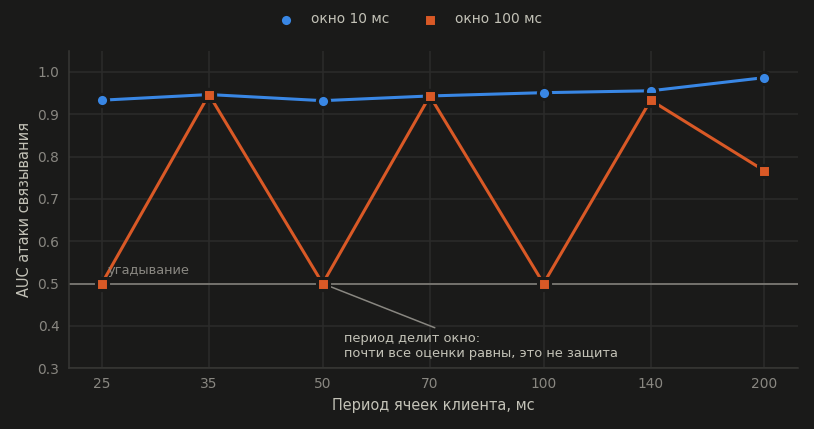 окно 10 мс
окно 100 мс
1.0
0.9
0.8
0.7
0.6
0.5
0.4
0.3
AUC атаки связывания
угадывание
период делит окно:
почти все оценки равны, это не защита
25
35
50
70
100
140
200
Период ячеек клиента, мс